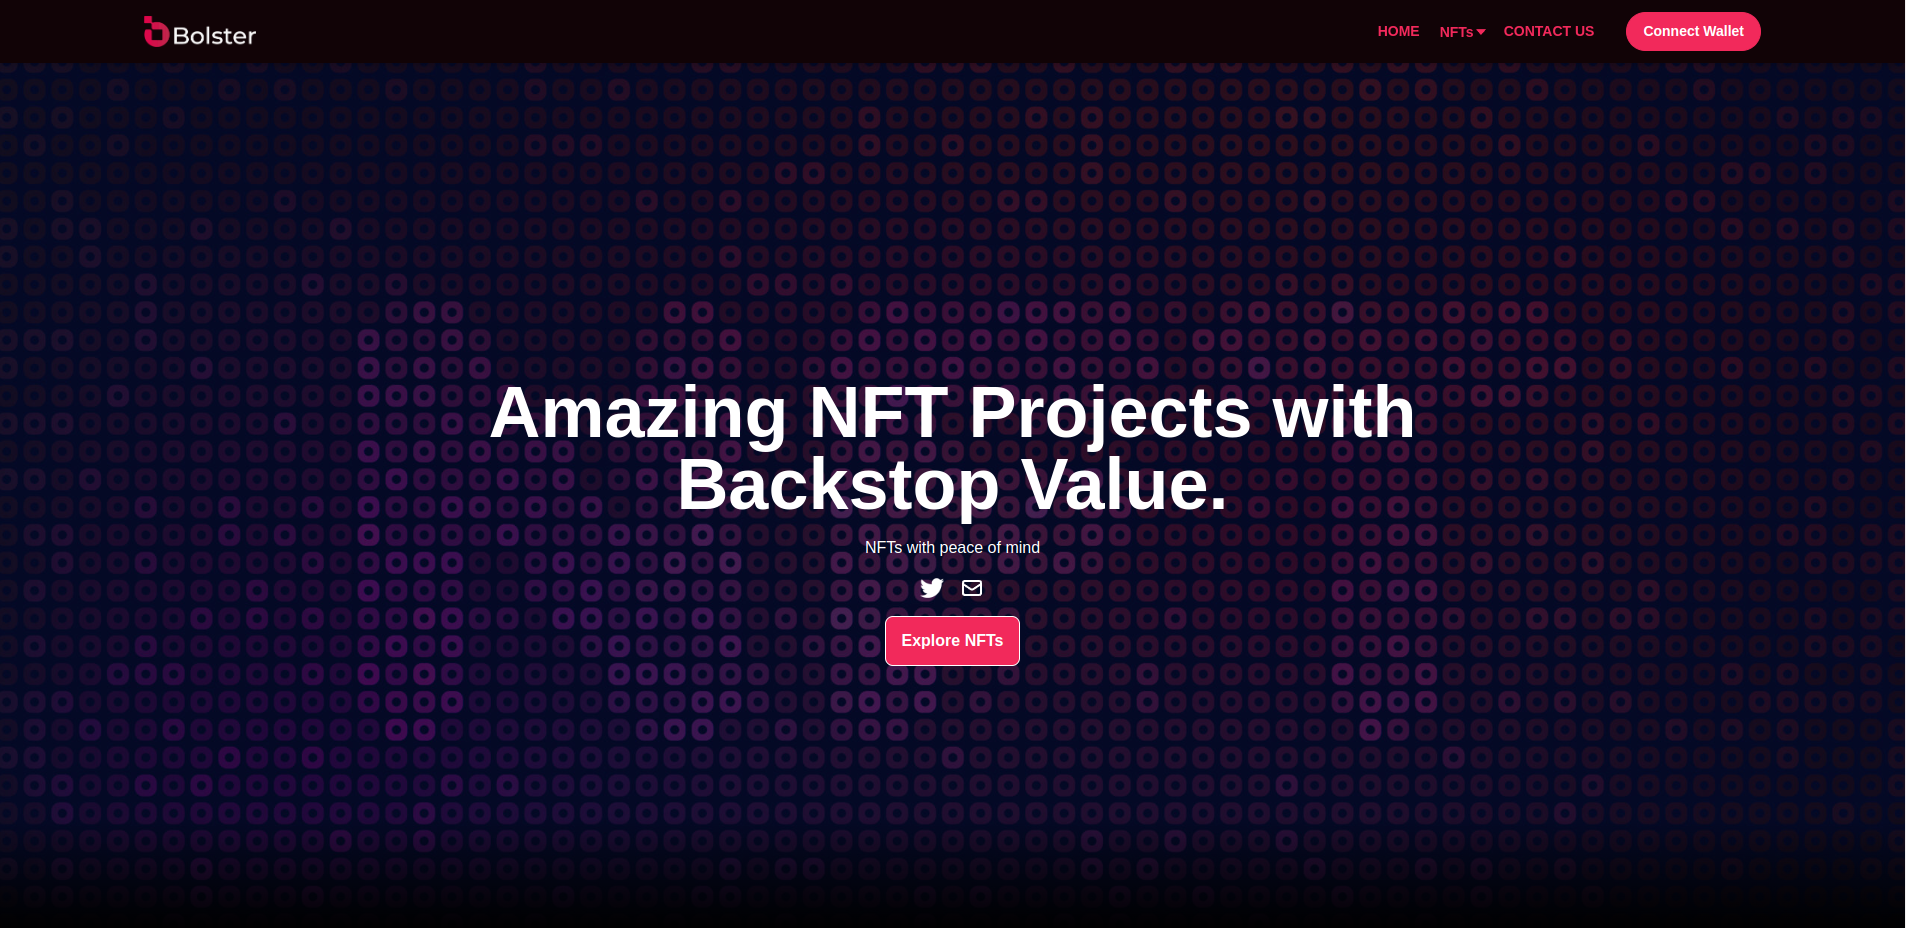 Bolster
HOME
NFTs
CONTACT US
Connect Wallet
Amazing NFT Projects with
Backstop Value.
NFTs with peace of mind
Explore NFTs